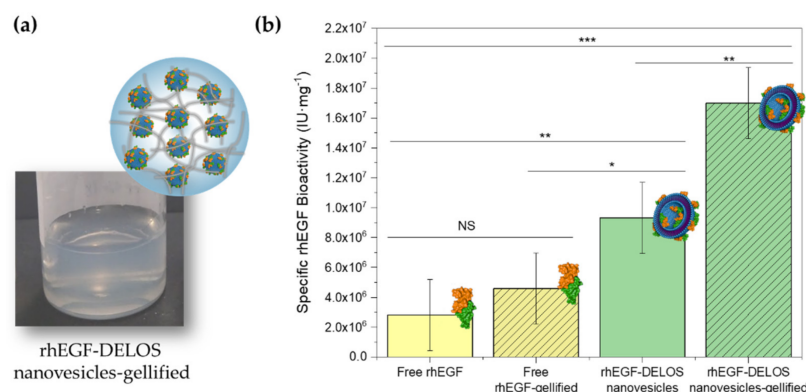 (a)
rhEGF-DELOS
nanovesicles-gellified
(b)
Specific rhEGF Bioactivity (IU·mg⁻¹)
2.2x10⁷
2.0x10⁷
1.8x10⁷
1.6x10⁷
1.4x10⁷
1.2x10⁷
1.0x10⁷
8.0x10⁶
6.0x10⁶
4.0x10⁶
2.0x10⁶
0.0
***
**
**
*
NS
Free rhEGF
Free
rhEGF-gellified
rhEGF-DELOS
nanovesicles
rhEGF-DELOS
nanovesicles-gellified